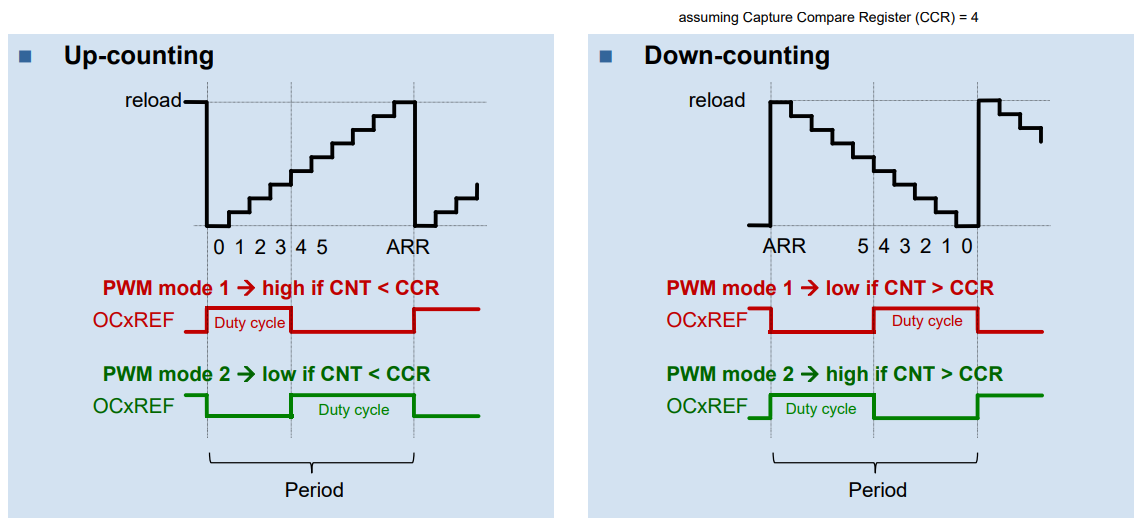 assuming Capture Compare Register (CCR) = 4
Up-counting
reload
0 1 2 3 4 5 ARR
PWM mode 1 → high if CNT < CCR
OCxREF Duty cycle
PWM mode 2 → low if CNT < CCR
OCxREF Duty cycle
Period
Down-counting
reload
ARR 5 4 3 2 1 0
PWM mode 1 → low if CNT > CCR
OCxREF Duty cycle
PWM mode 2 → high if CNT > CCR
OCxREF Duty cycle
Period